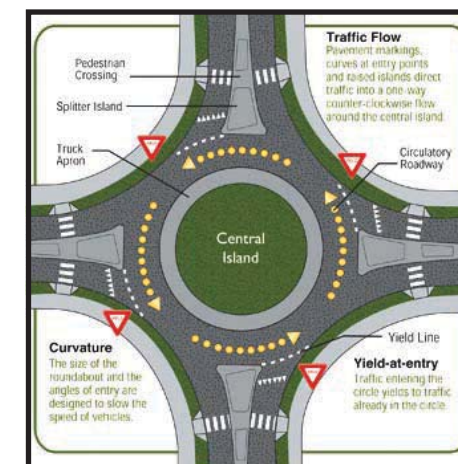 Traffic Flow
Pavement markings,
curves at entry points
and raised islands direct
traffic into a one-way
counter-clockwise flow
around the central island.
Pedestrian
Crossing
Splitter Island
Truck
Apron
Circulatory
Roadway
Central
Island
Yield Line
Curvature
The size of the
roundabout and the
angles of entry are
designed to slow the
speed of vehicles.
Yield-at-entry
Traffic entering the
circle yields to traffic
already in the circle.